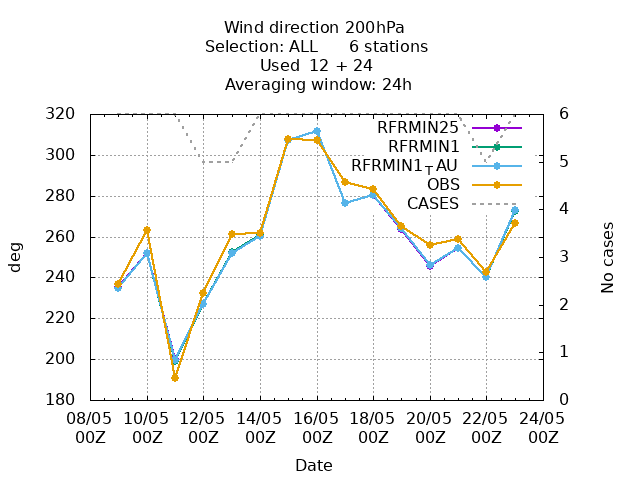 Wind direction 200hPa
Selection: ALL 6 stations
Used 12 + 24
Averaging window: 24h
320
300
280
260
240
220
200
180
deg
6
5
4
3
2
1
0
No cases
RFRMIN25
RFRMIN1
RFRMIN1TAU
OBS
CASES
08/05 10/05 12/05 14/05 16/05 18/05 20/05 22/05 24/05
00Z 00Z 00Z 00Z 00Z 00Z 00Z 00Z 00Z
Date